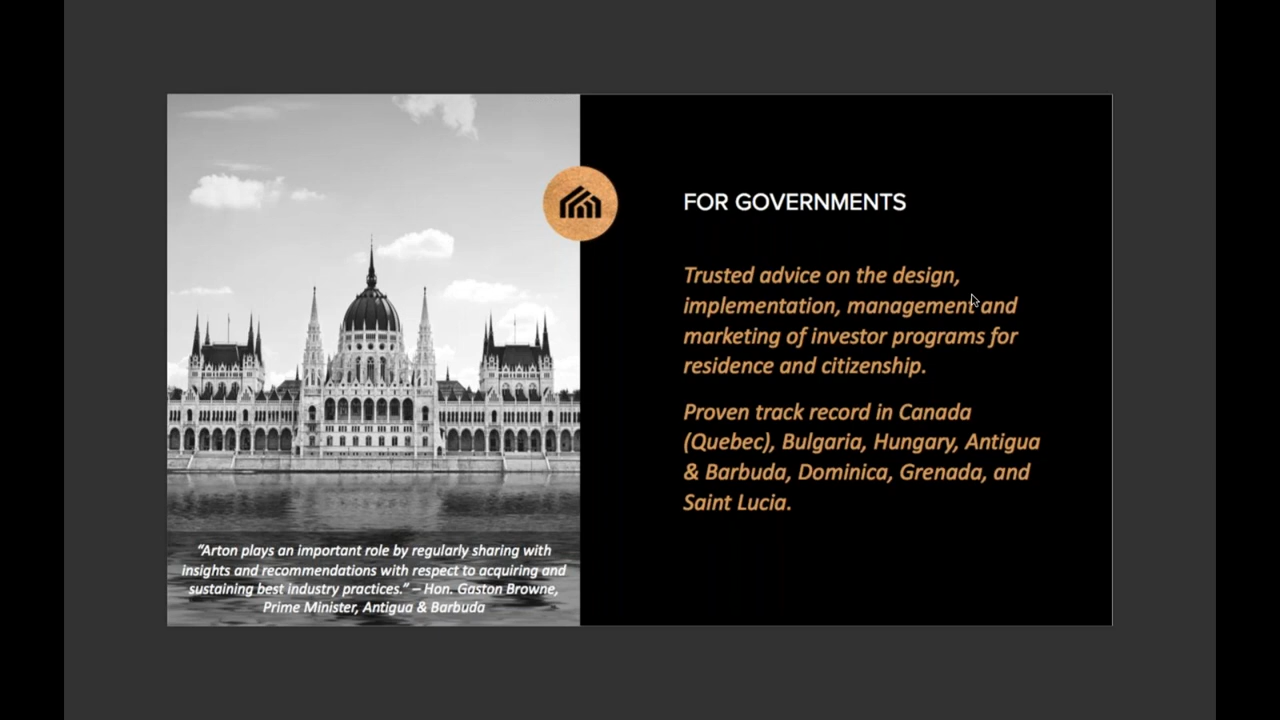 FOR GOVERNMENTS
Trusted advice on the design,
implementation, management and
marketing of investor programs for
residence and citizenship.
Proven track record in Canada
(Quebec), Bulgaria, Hungary, Antigua
& Barbuda, Dominica, Grenada, and
Saint Lucia.
“Arton plays an important role by regularly sharing with
insights and recommendations with respect to acquiring and
sustaining best industry practices.” – Hon. Gaston Browne,
Prime Minister, Antigua & Barbuda